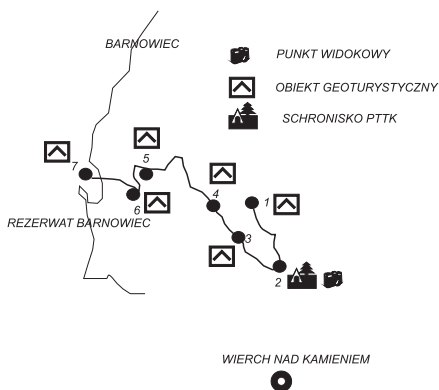 BARNOWIEC
PUNKT WIDOKOWY
OBIEKT GEOTURYSTYCZNY
SCHRONISKO PTTK
5
7
4
6
1
REZERWAT BARNOWIEC
3
2
WIERCH NAD KAMIENIEM